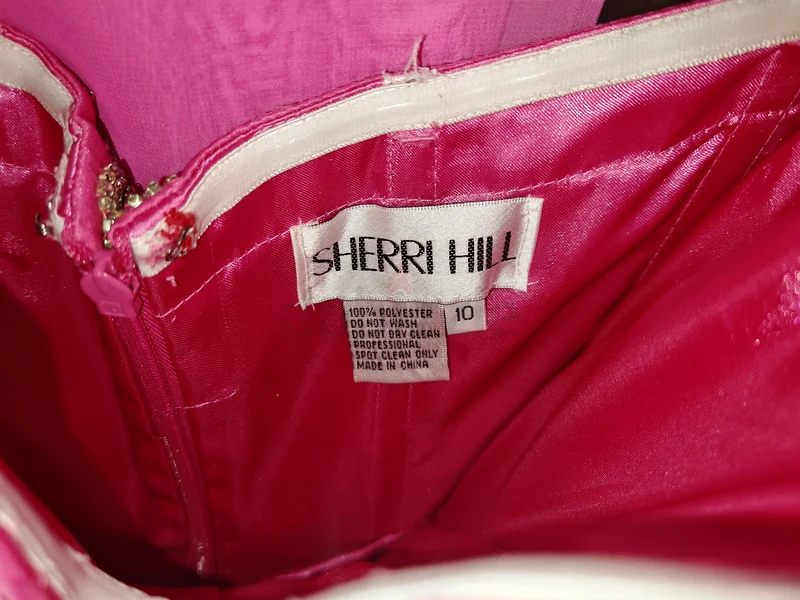 SHERRI HILL
10
100% POLYESTER
DO NOT WASH
DO NOT DRY CLEAN
PROFESSIONAL
SPOT CLEAN ONLY
MADE IN CHINA